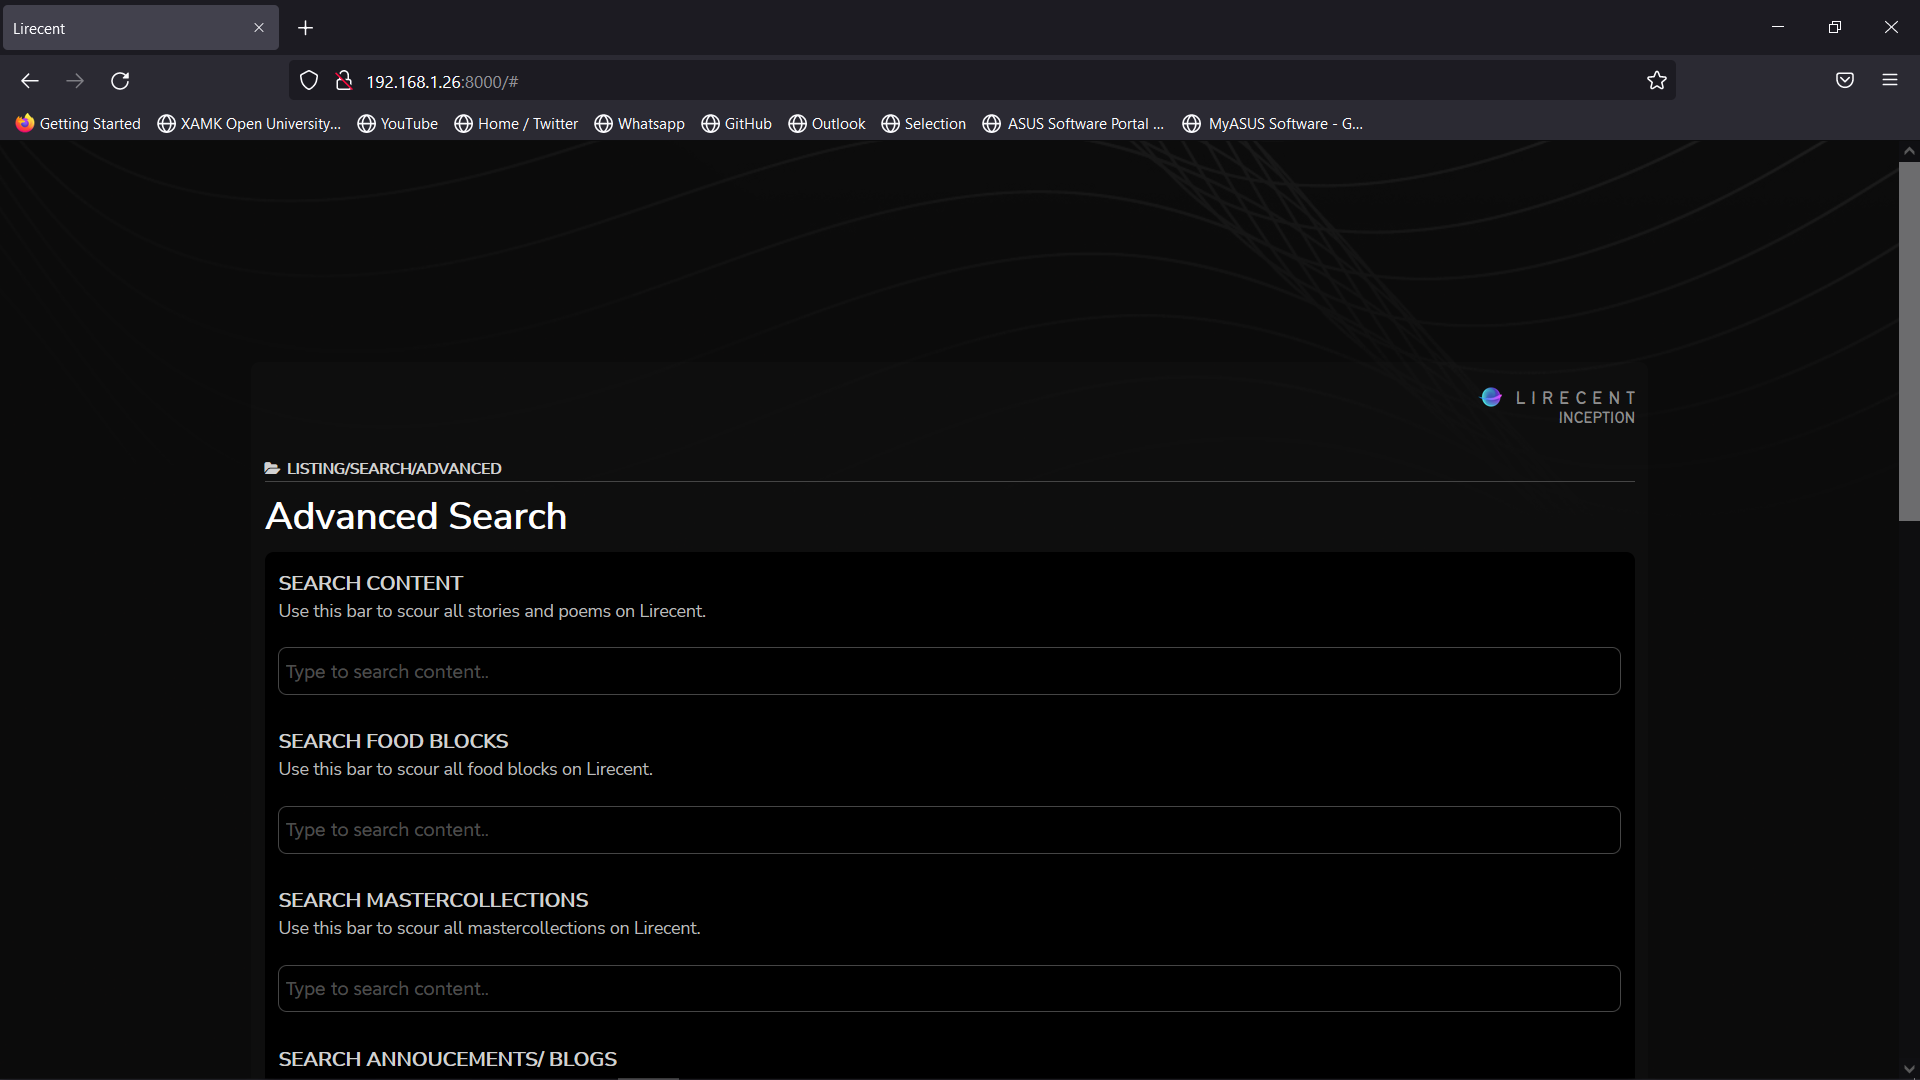 Lirecent
192.168.1.26:8000/#
Getting Started XAMK Open University... YouTube Home / Twitter Whatsapp GitHub Outlook Selection ASUS Software Portal ... MyASUS Software - G...
LIRECENT
INCEPTION
LISTING/SEARCH/ADVANCED
Advanced Search
SEARCH CONTENT
Use this bar to scour all stories and poems on Lirecent.
Type to search content..
SEARCH FOOD BLOCKS
Use this bar to scour all food blocks on Lirecent.
Type to search content..
SEARCH MASTERCOLLECTIONS
Use this bar to scour all mastercollections on Lirecent.
Type to search content..
SEARCH ANNOUCEMENTS/ BLOGS